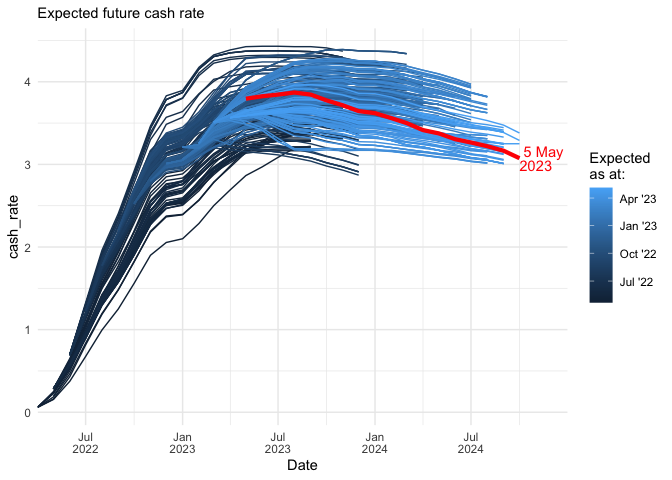 Expected future cash rate
cash_rate
4
3
2
1
0
Jul
2022
Jan
2023
Jul
2023
Jan
2024
Jul
2024
Date
5 May
2023
Expected
as at:
Apr '23
Jan '23
Oct '22
Jul '22